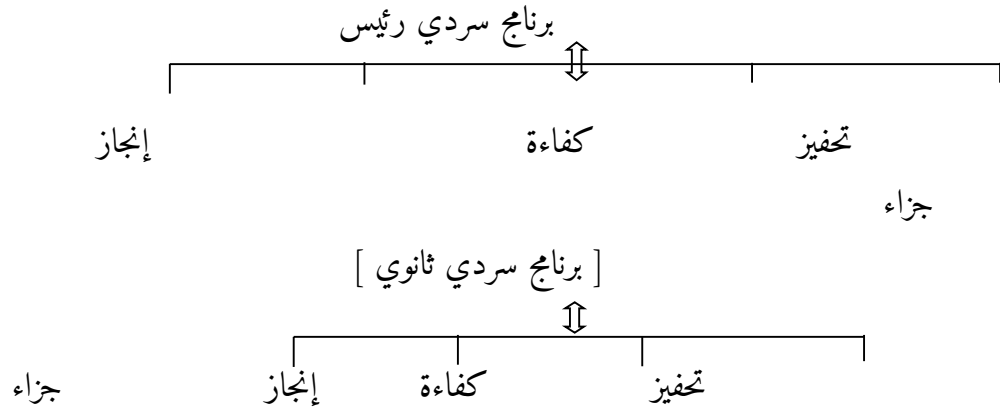 برنامج سردي رئيس
تحفيز كفاءة إنجاز
جزاء
[ برنامج سردي ثانوي ]
تحفيز كفاءة إنجاز جزاء